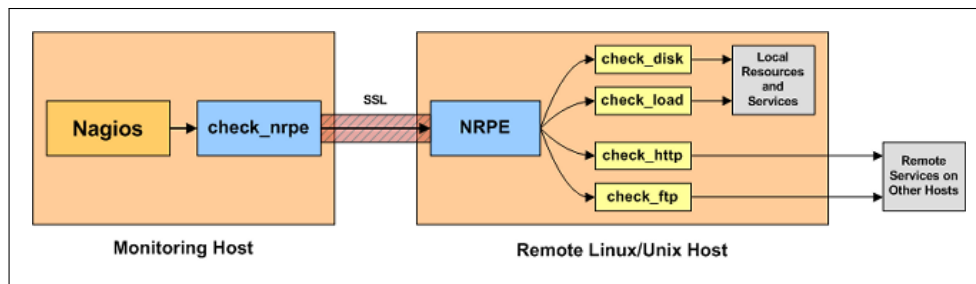 Nagios
check_nrpe
SSL
NRPE
check_disk
check_load
check_http
check_ftp
Local
Resources
and
Services
Remote
Services on
Other Hosts
Monitoring Host
Remote Linux/Unix Host